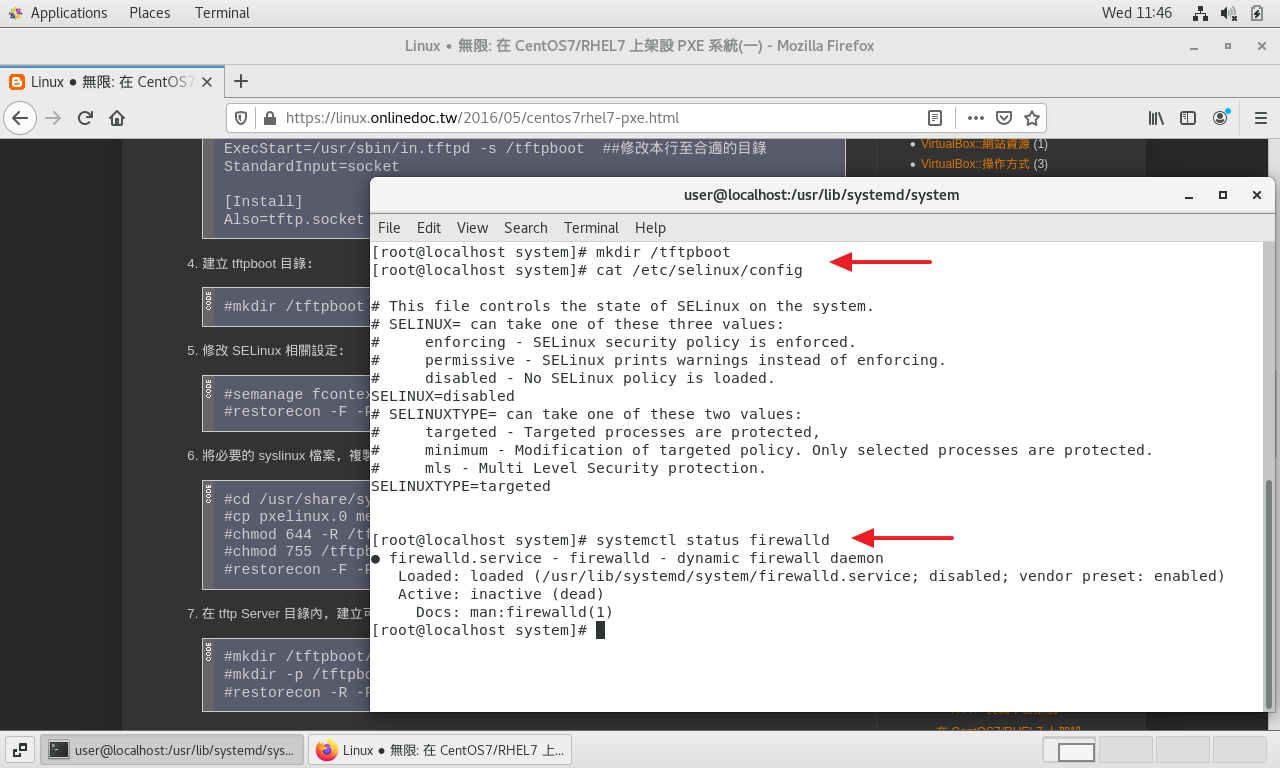 Applications Places Terminal Wed 11:46
Linux • 無限: 在 CentOS7/RHEL7 上架設 PXE 系統(一) - Mozilla Firefox
Linux ● 無限: 在 CentOS7
https://linux.onlinedoc.tw/2016/05/centos7rhel7-pxe.html
ExecStart=/usr/sbin/in.tftpd -s /tftpboot  ##修改本行至合適的目錄
StandardInput=socket
[Install]
Also=tftp.socket
4. 建立 tftpboot 目錄:
CODE
#mkdir /tftpboot
5. 修改 SELinux 相關設定:
CODE
#semanage fcontex
#restorecon -F -R
6. 將必要的 syslinux 檔案,
CODE
#cd /usr/share/sy
#cp pxelinux.0 me
#chmod 644 -R /tf
#chmod 755 /tftpb
#restorecon -F -
7. 在 tftp Server 目錄內, 建立
CODE
#mkdir /tftpboot/
#mkdir -p /tftpbo
#restorecon -R -
VirtualBox::網站資源 (1)
VirtualBox::操作方式 (3)
user@localhost:/usr/lib/systemd/system
File Edit View Search Terminal Help
[root@localhost system]# mkdir /tftpboot
[root@localhost system]# cat /etc/selinux/config
# This file controls the state of SELinux on the system.
# SELINUX= can take one of these three values:
#     enforcing - SELinux security policy is enforced.
#     permissive - SELinux prints warnings instead of enforcing.
#     disabled - No SELinux policy is loaded.
SELINUX=disabled
# SELINUXTYPE= can take one of these two values:
#     targeted - Targeted processes are protected,
#     minimum - Modification of targeted policy. Only selected processes are protected.
#     mls - Multi Level Security protection.
SELINUXTYPE=targeted
[root@localhost system]# systemctl status firewalld
● firewalld.service - firewalld - dynamic firewall daemon
   Loaded: loaded (/usr/lib/systemd/system/firewalld.service; disabled; vendor preset: enabled)
   Active: inactive (dead)
     Docs: man:firewalld(1)
[root@localhost system]#
在 CentOS7/RHEL7 上架設
user@localhost:/usr/lib/systemd/sys...
Linux ● 無限: 在 CentOS7/RHEL7 上...